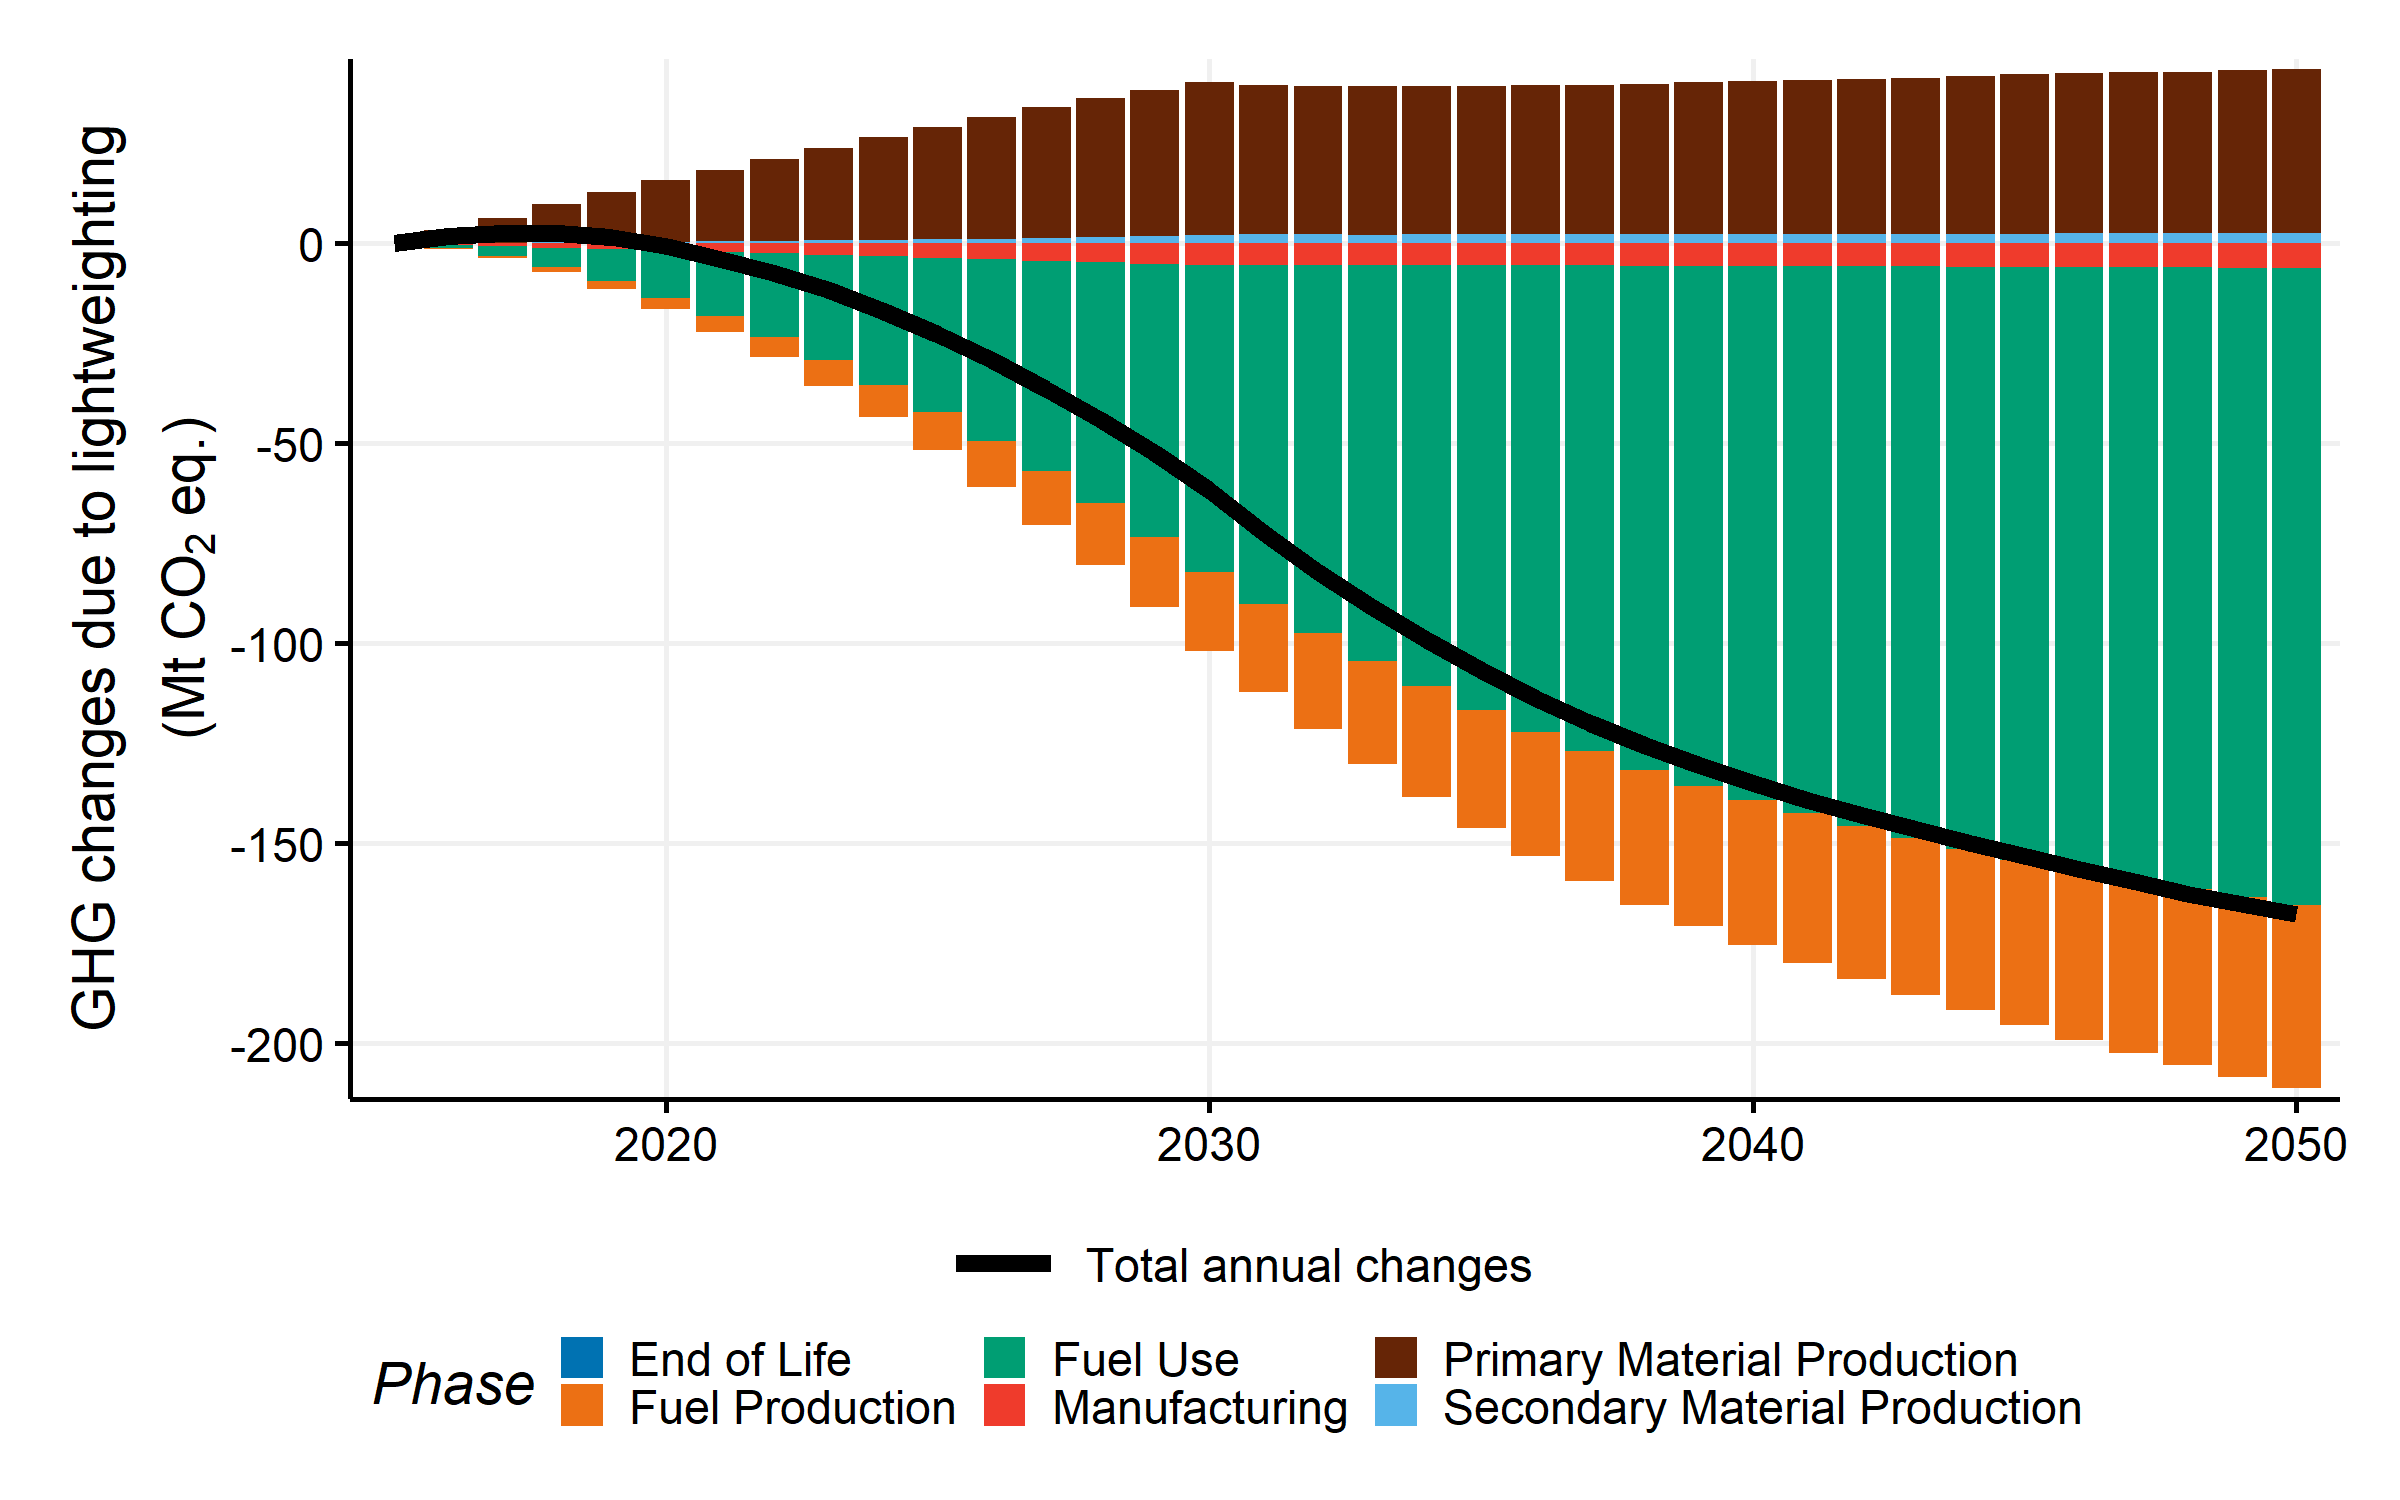 GHG changes due to lightweighting
(Mt CO₂ eq.)
0
-50
-100
-150
-200
2020 2030 2040 2050
Total annual changes
Phase
End of Life Fuel Use Primary Material Production
Fuel Production Manufacturing Secondary Material Production